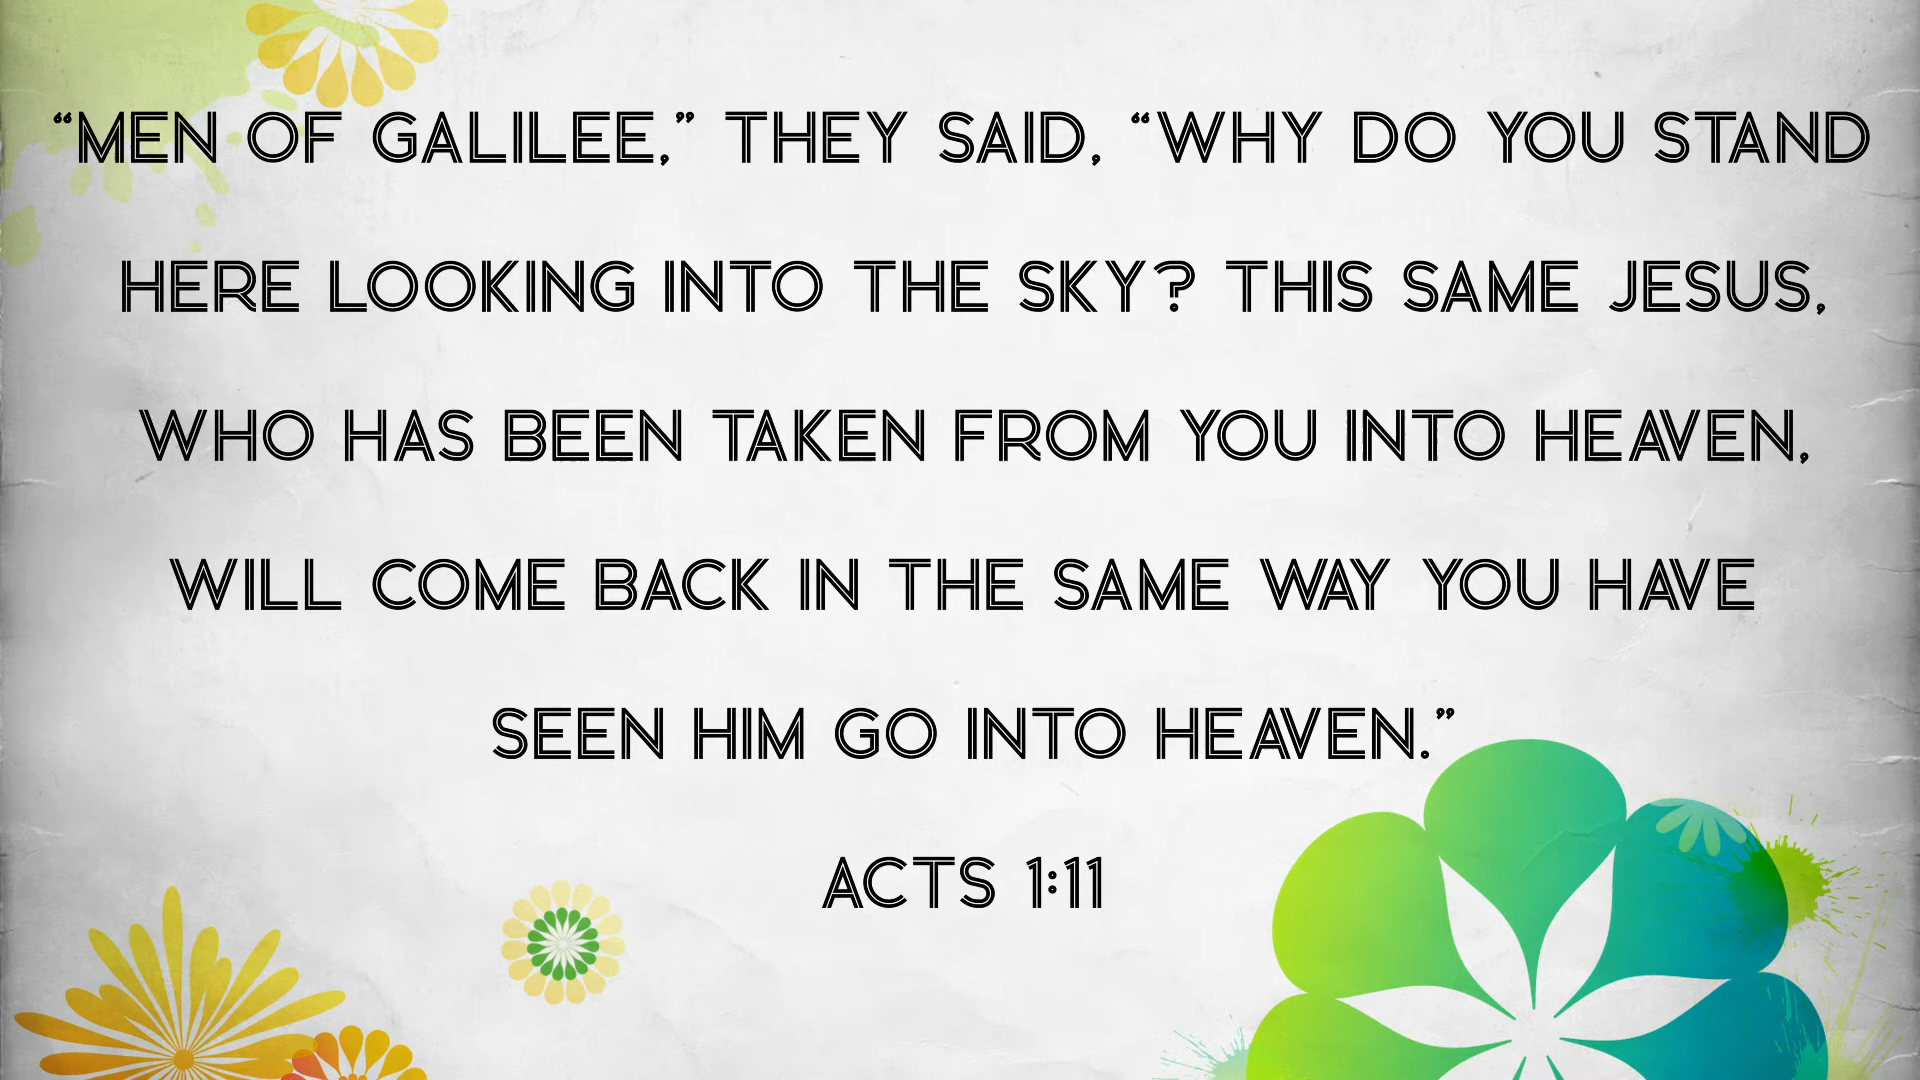 “MEN OF GALILEE,” THEY SAID, “WHY DO YOU STAND
HERE LOOKING INTO THE SKY? THIS SAME JESUS,
WHO HAS BEEN TAKEN FROM YOU INTO HEAVEN,
WILL COME BACK IN THE SAME WAY YOU HAVE
SEEN HIM GO INTO HEAVEN.”
ACTS 1:11